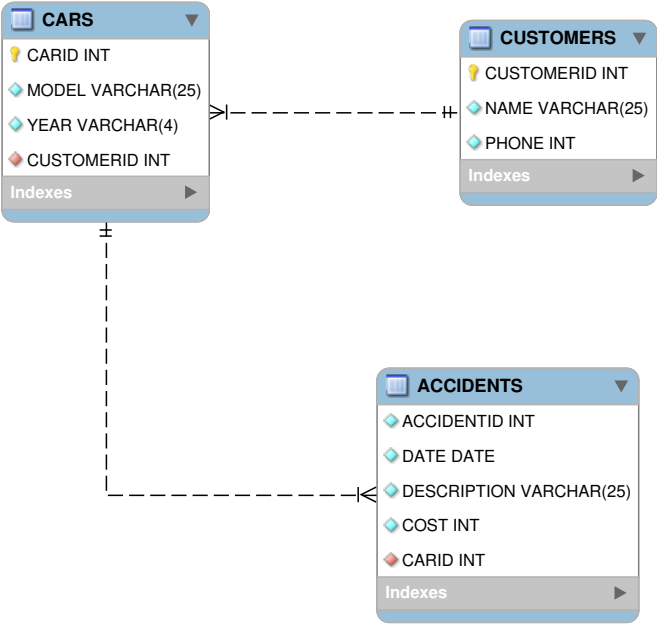 CARS
CARID INT
MODEL VARCHAR(25)
YEAR VARCHAR(4)
CUSTOMERID INT
Indexes
CUSTOMERS
CUSTOMERID INT
NAME VARCHAR(25)
PHONE INT
Indexes
ACCIDENTS
ACCIDENTID INT
DATE DATE
DESCRIPTION VARCHAR(25)
COST INT
CARID INT
Indexes